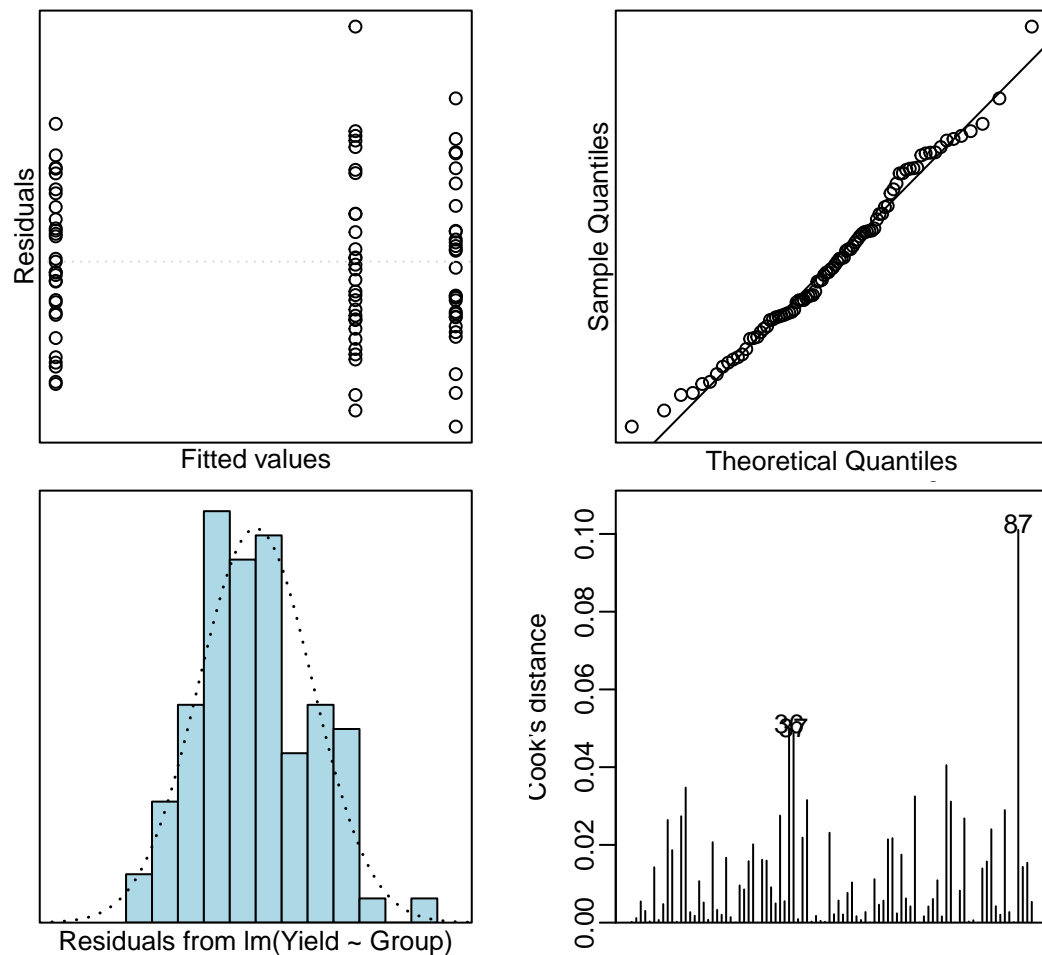 Residuals
Fitted values
Sample Quantiles
Theoretical Quantiles
Residuals from lm(Yield ~ Group)
Cook's distance
0.00
0.02
0.04
0.06
0.08
0.10
87